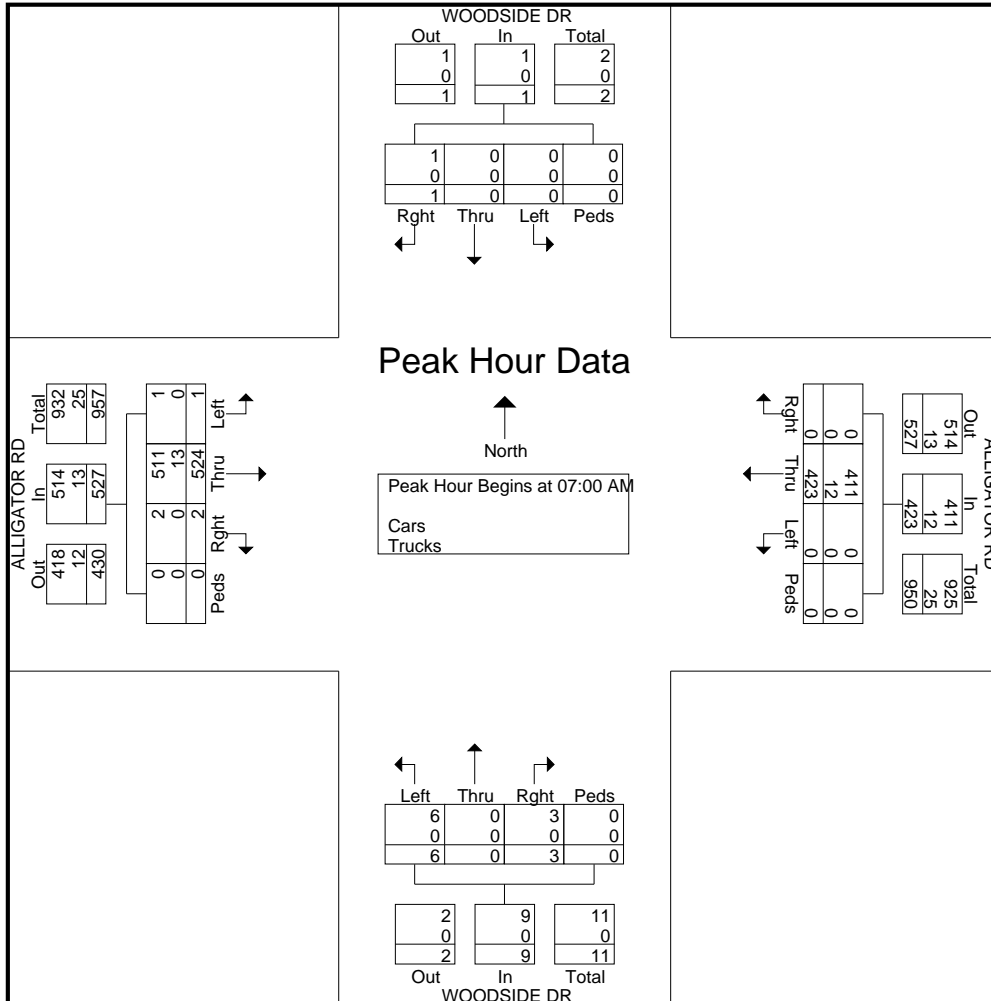 WOODSIDE DR
Out In Total
1 1 2
0 0 0
1 1 2
1 0 0 0
0 0 0 0
1 0 0 0
Rght Thru Left Peds
Peak Hour Data
North
Peak Hour Begins at 07:00 AM
Cars
Trucks
ALLIGATOR RD
Total In Out
932 514 418
25 13 12
957 527 430
Left Thru Rght Peds
1 511 2 0
0 13 0 0
1 524 2 0
ALLIGATOR RD
Out In Total
514 411 925
13 12 25
527 423 950
Rght Thru Left Peds
0 411 0 0
0 12 0 0
0 423 0 0
Left Thru Rght Peds
6 0 3 0
0 0 0 0
6 0 3 0
2 9 11
0 0 0
2 9 11
Out In Total
WOODSIDE DR